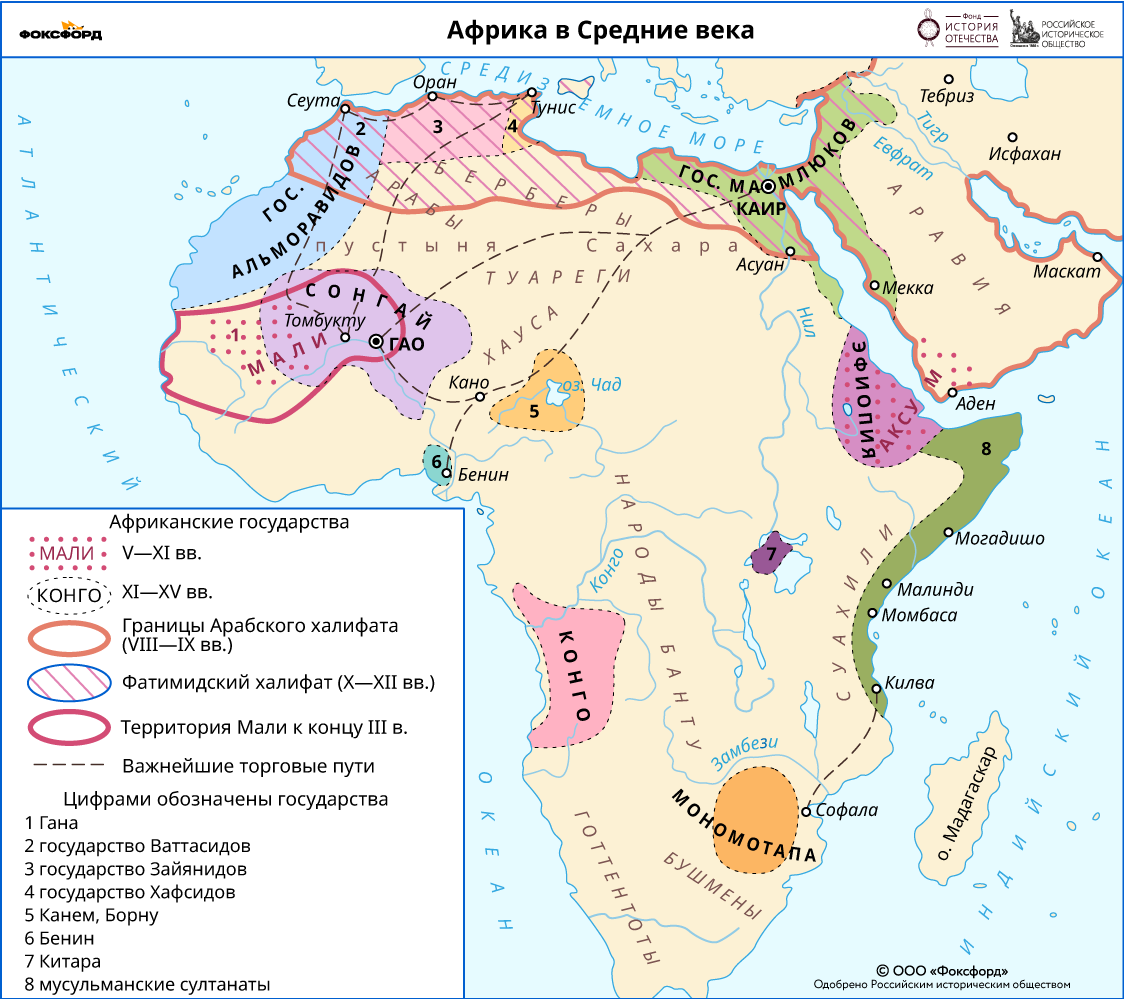 ФОКСФОРД
Африка в Средние века
Фонд
ИСТОРИЯ
ОТЕЧЕСТВА
РОССИЙСКОЕ
ИСТОРИЧЕСКОЕ
ОБЩЕСТВО
СРЕДИЗЕМНОЕ МОРЕ
АТЛАНТИЧЕСКИЙ
ОКЕАН
ИНДИЙСКИЙ ОКЕАН
Сеута
Оран
Тунис
Тебриз
Исфахан
Тигр
Евфрат
2
3
4
ГОС. МАМЛЮКОВ
КАИР
ГОС.
АЛЬМОРАВИДОВ
АРАБЫ
БЕРБЕРЫ
АРАВИЯ
пустыня Сахара
Асуан
Маскат
Мекка
ТУАРЕГИ
СОНГАЙ
Томбукту
ГАО
1
МАЛИ
ХАУСА
Нил
Кано
оз. Чад
5
ЭФИОПИЯ
АКСУМ
Аден
6
Бенин
8
НАРОДЫ БАНТУ
Могадишо
7
Конго
СУАХИЛИ
Малинди
Момбаса
КОНГО
Килва
Замбези
МОНОМОТАПА
Софала
о. Мадагаскар
ГОТТЕНТОТЫ
БУШМЕНЫ
Африканские государства
МАЛИ V—XI вв.
КОНГО XI—XV вв.
Границы Арабского халифата
(VIII—IX вв.)
Фатимидский халифат (X—XII вв.)
Территория Мали к концу III в.
Важнейшие торговые пути
Цифрами обозначены государства
1 Гана
2 государство Ваттасидов
3 государство Зайянидов
4 государство Хафсидов
5 Канем, Борну
6 Бенин
7 Китара
8 мусульманские султанаты
© ООО «Фоксфорд»
Одобрено Российским историческим обществом